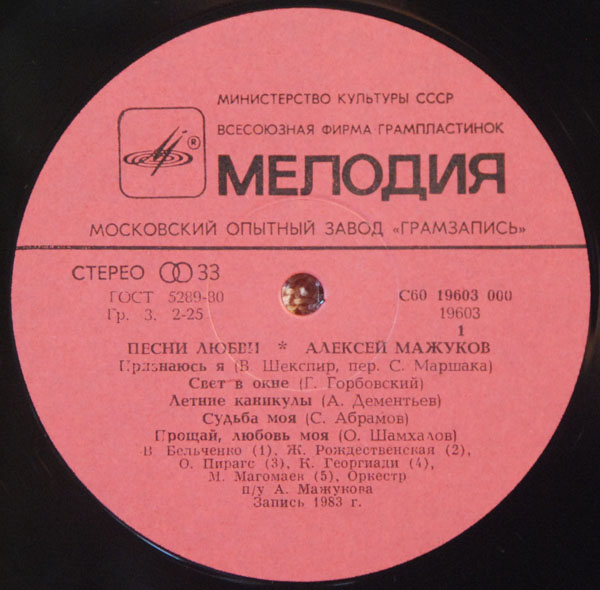 МИНИСТЕРСТВО КУЛЬТУРЫ СССР
ВСЕСОЮЗНАЯ ФИРМА ГРАМПЛАСТИНОК
® МЕЛОДИЯ
МОСКОВСКИЙ ОПЫТНЫЙ ЗАВОД «ГРАМЗАПИСЬ»
СТЕРЕО 33
ГОСТ 5289-80
Гр. 3. 2-25
С60 19603 000
19603
1
ПЕСНИ ЛЮБВИ * АЛЕКСЕЙ МАЖУКОВ
Признаюсь я (В. Шекспир, пер. С. Маршака)
Свет в окне (Г. Горбовский)
Летние каникулы (А. Дементьев)
Судьба моя (С. Абрамов)
Прощай, любовь моя (О. Шамхалов)
В. Бельченко (1), Ж. Рождественская (2),
О. Пирагс (3), К. Георгиади (4),
М. Магомаев (5), Оркестр
п/у А. Мажукова
Запись 1983 г.